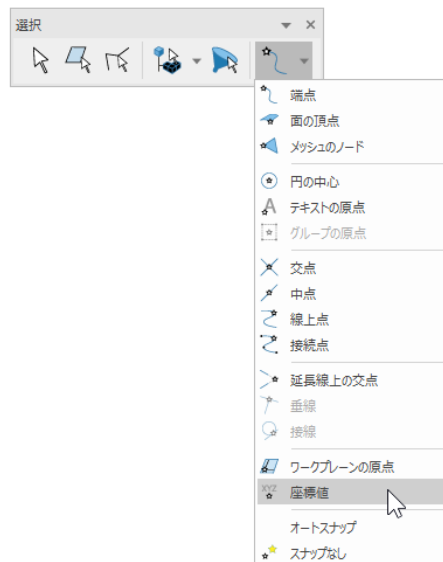 選択
端点
面の頂点
メッシュのノード
円の中心
A テキストの原点
グループの原点
交点
中点
線上点
接続点
延長線上の交点
垂線
接線
ワークプレーンの原点
XYZ 座標値
オートスナップ
スナップなし